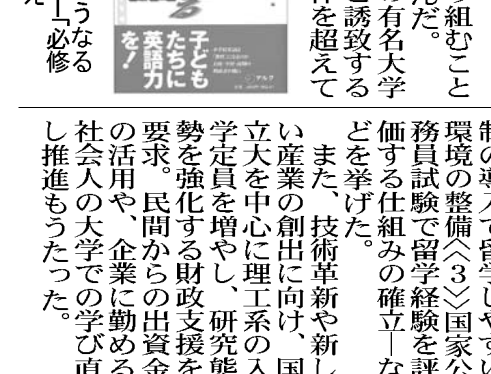 り組むこと
んだ。
の有名大学
と誘致する
体を超えて
うなる
―「必修
子ども
たちに
英語力
を！
アルク
制の導入で留学しやすい
環境の整備《３》国家公
務員試験で留学経験を評
価する仕組みの確立―な
どを挙げた。
また、技術革新や新し
い産業の創出に向け、国
立大を中心に理工系の入
学定員を増やし、研究態
勢を強化する財政支援を
要求。民間からの出資金
の活用や、企業に勤める
社会人の大学での学び直
し推進もうたった。